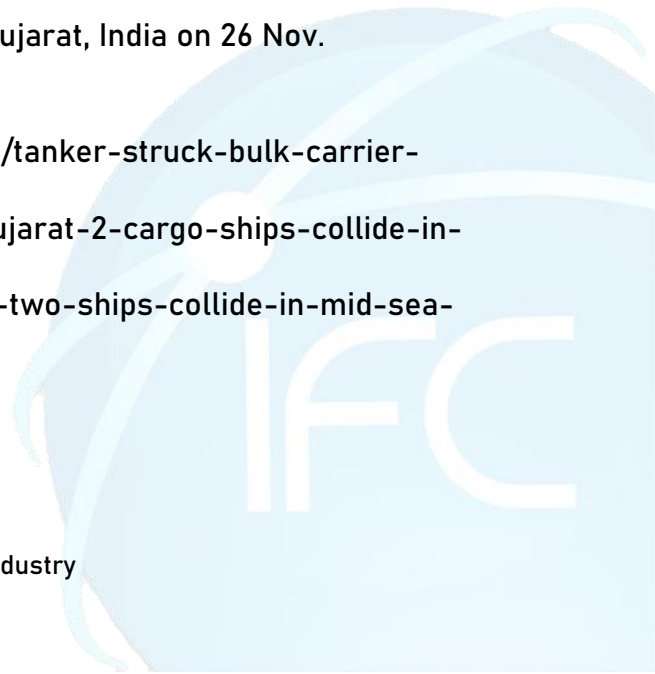 ujarat, India on 26 Nov.
/tanker-struck-bulk-carrier-
ujarat-2-cargo-ships-collide-in-
-two-ships-collide-in-mid-sea-
IFC
dustry